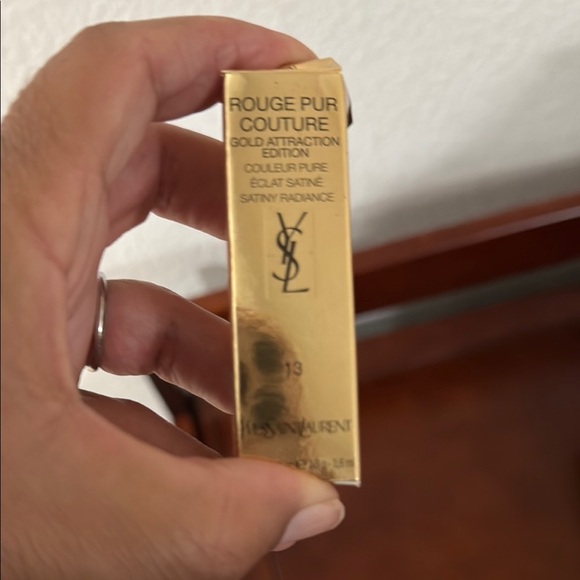 ROUGE PUR
COUTURE
GOLD ATTRACTION
EDITION
COULEUR PURE
ÉCLAT SATINÉ
SATINY RADIANCE
YSL
13
YVESSAINTLAURENT